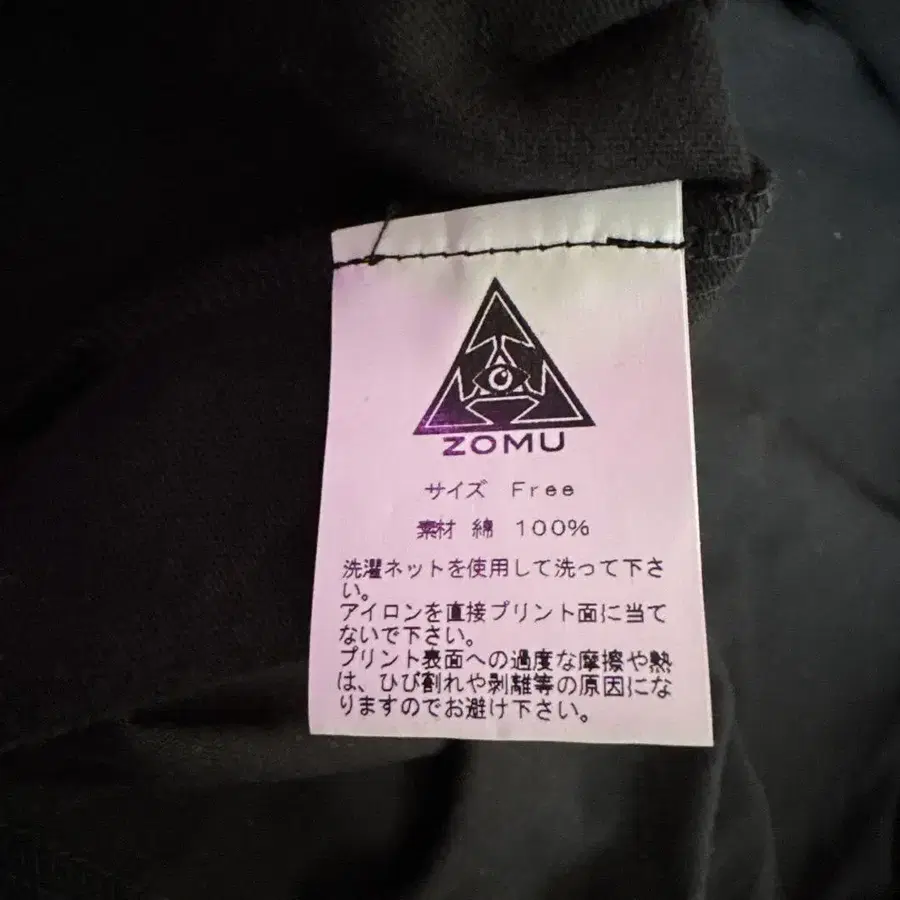 ZOMU
サイズ Free
素材 綿 100%
洗濯ネットを使用して洗って下さ
い。
アイロンを直接プリント面に当て
ないで下さい。
プリント表面への過度な摩擦や熱
は、ひび割れや剥離等の原因にな
りますのでお避け下さい。